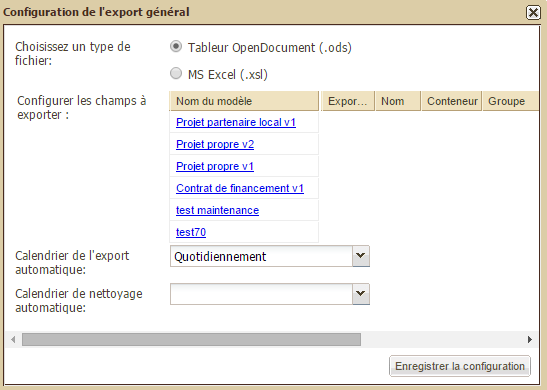 Configuration de l'export général
Choisissez un type de
fichier:
Tableur OpenDocument (.ods)
MS Excel (.xsl)
Configurer les champs à
exporter :
Nom du modèle
Expor... Nom Conteneur Groupe
Projet partenaire local v1
Projet propre v2
Projet propre v1
Contrat de financement v1
test maintenance
test70
Calendrier de l'export
automatique:
Quotidiennement
Calendrier de nettoyage
automatique:
Enregistrer la configuration